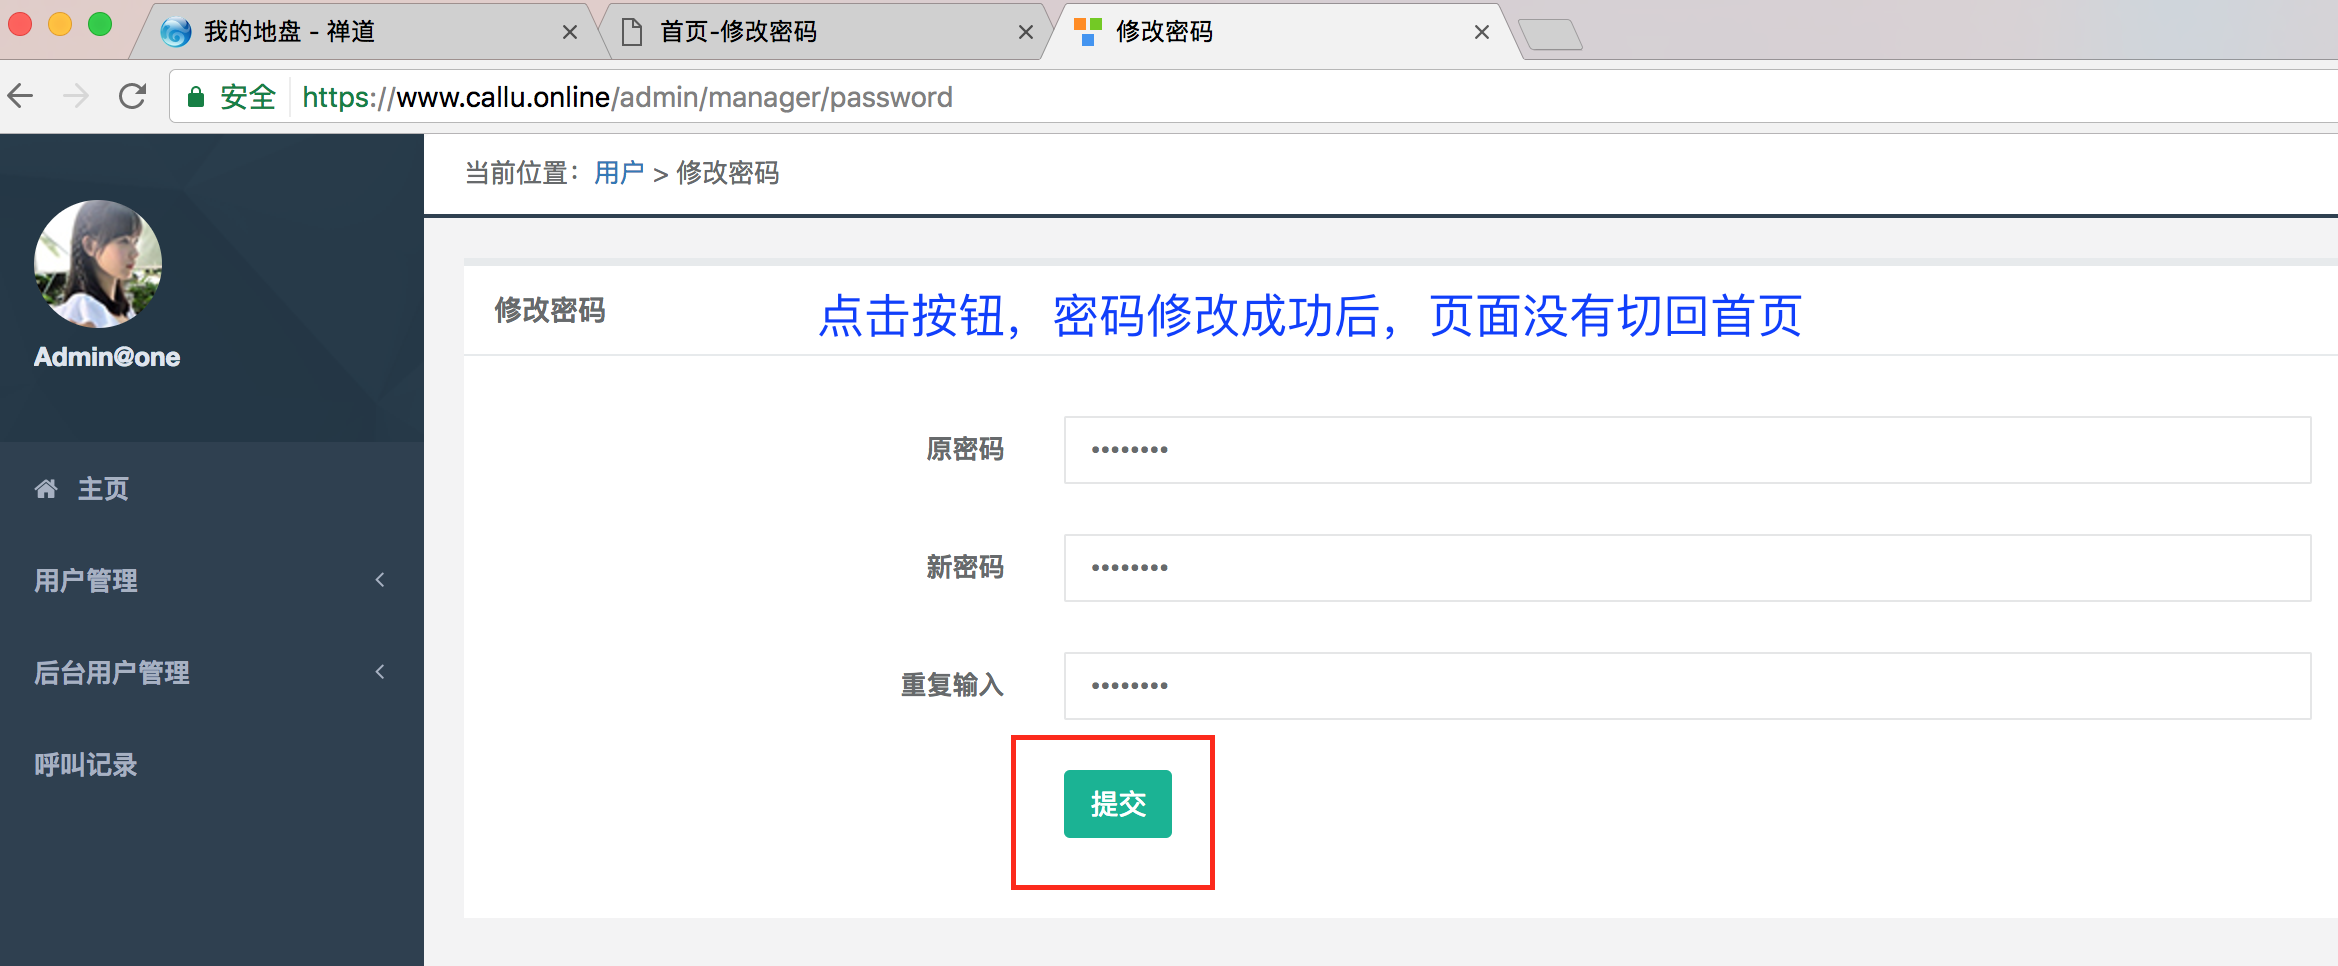 我的地盘 - 禅道
首页-修改密码
修改密码
安全
https://www.callu.online/admin/manager/password
当前位置：用户 > 修改密码
Admin@one
主页
用户管理
后台用户管理
呼叫记录
修改密码
点击按钮，密码修改成功后，页面没有切回首页
原密码
••••••••
新密码
••••••••
重复输入
••••••••
提交